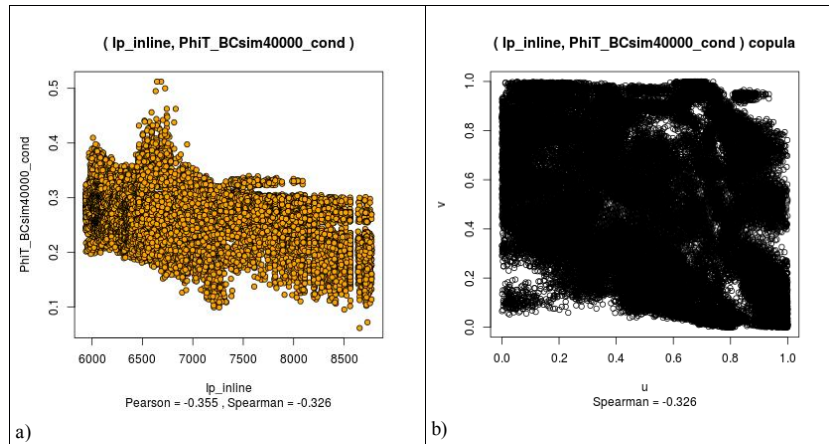 ( Ip_inline, PhiT_BCsim40000_cond )
PhiT_BCsim40000_cond
0.5
0.4
0.3
0.2
0.1
6000 6500 7000 7500 8000 8500
Ip_inline
Pearson = -0.355 , Spearman = -0.326
a)
( Ip_inline, PhiT_BCsim40000_cond ) copula
v
1.0
0.8
0.6
0.4
0.2
0.0
0.0 0.2 0.4 0.6 0.8 1.0
u
Spearman = -0.326
b)